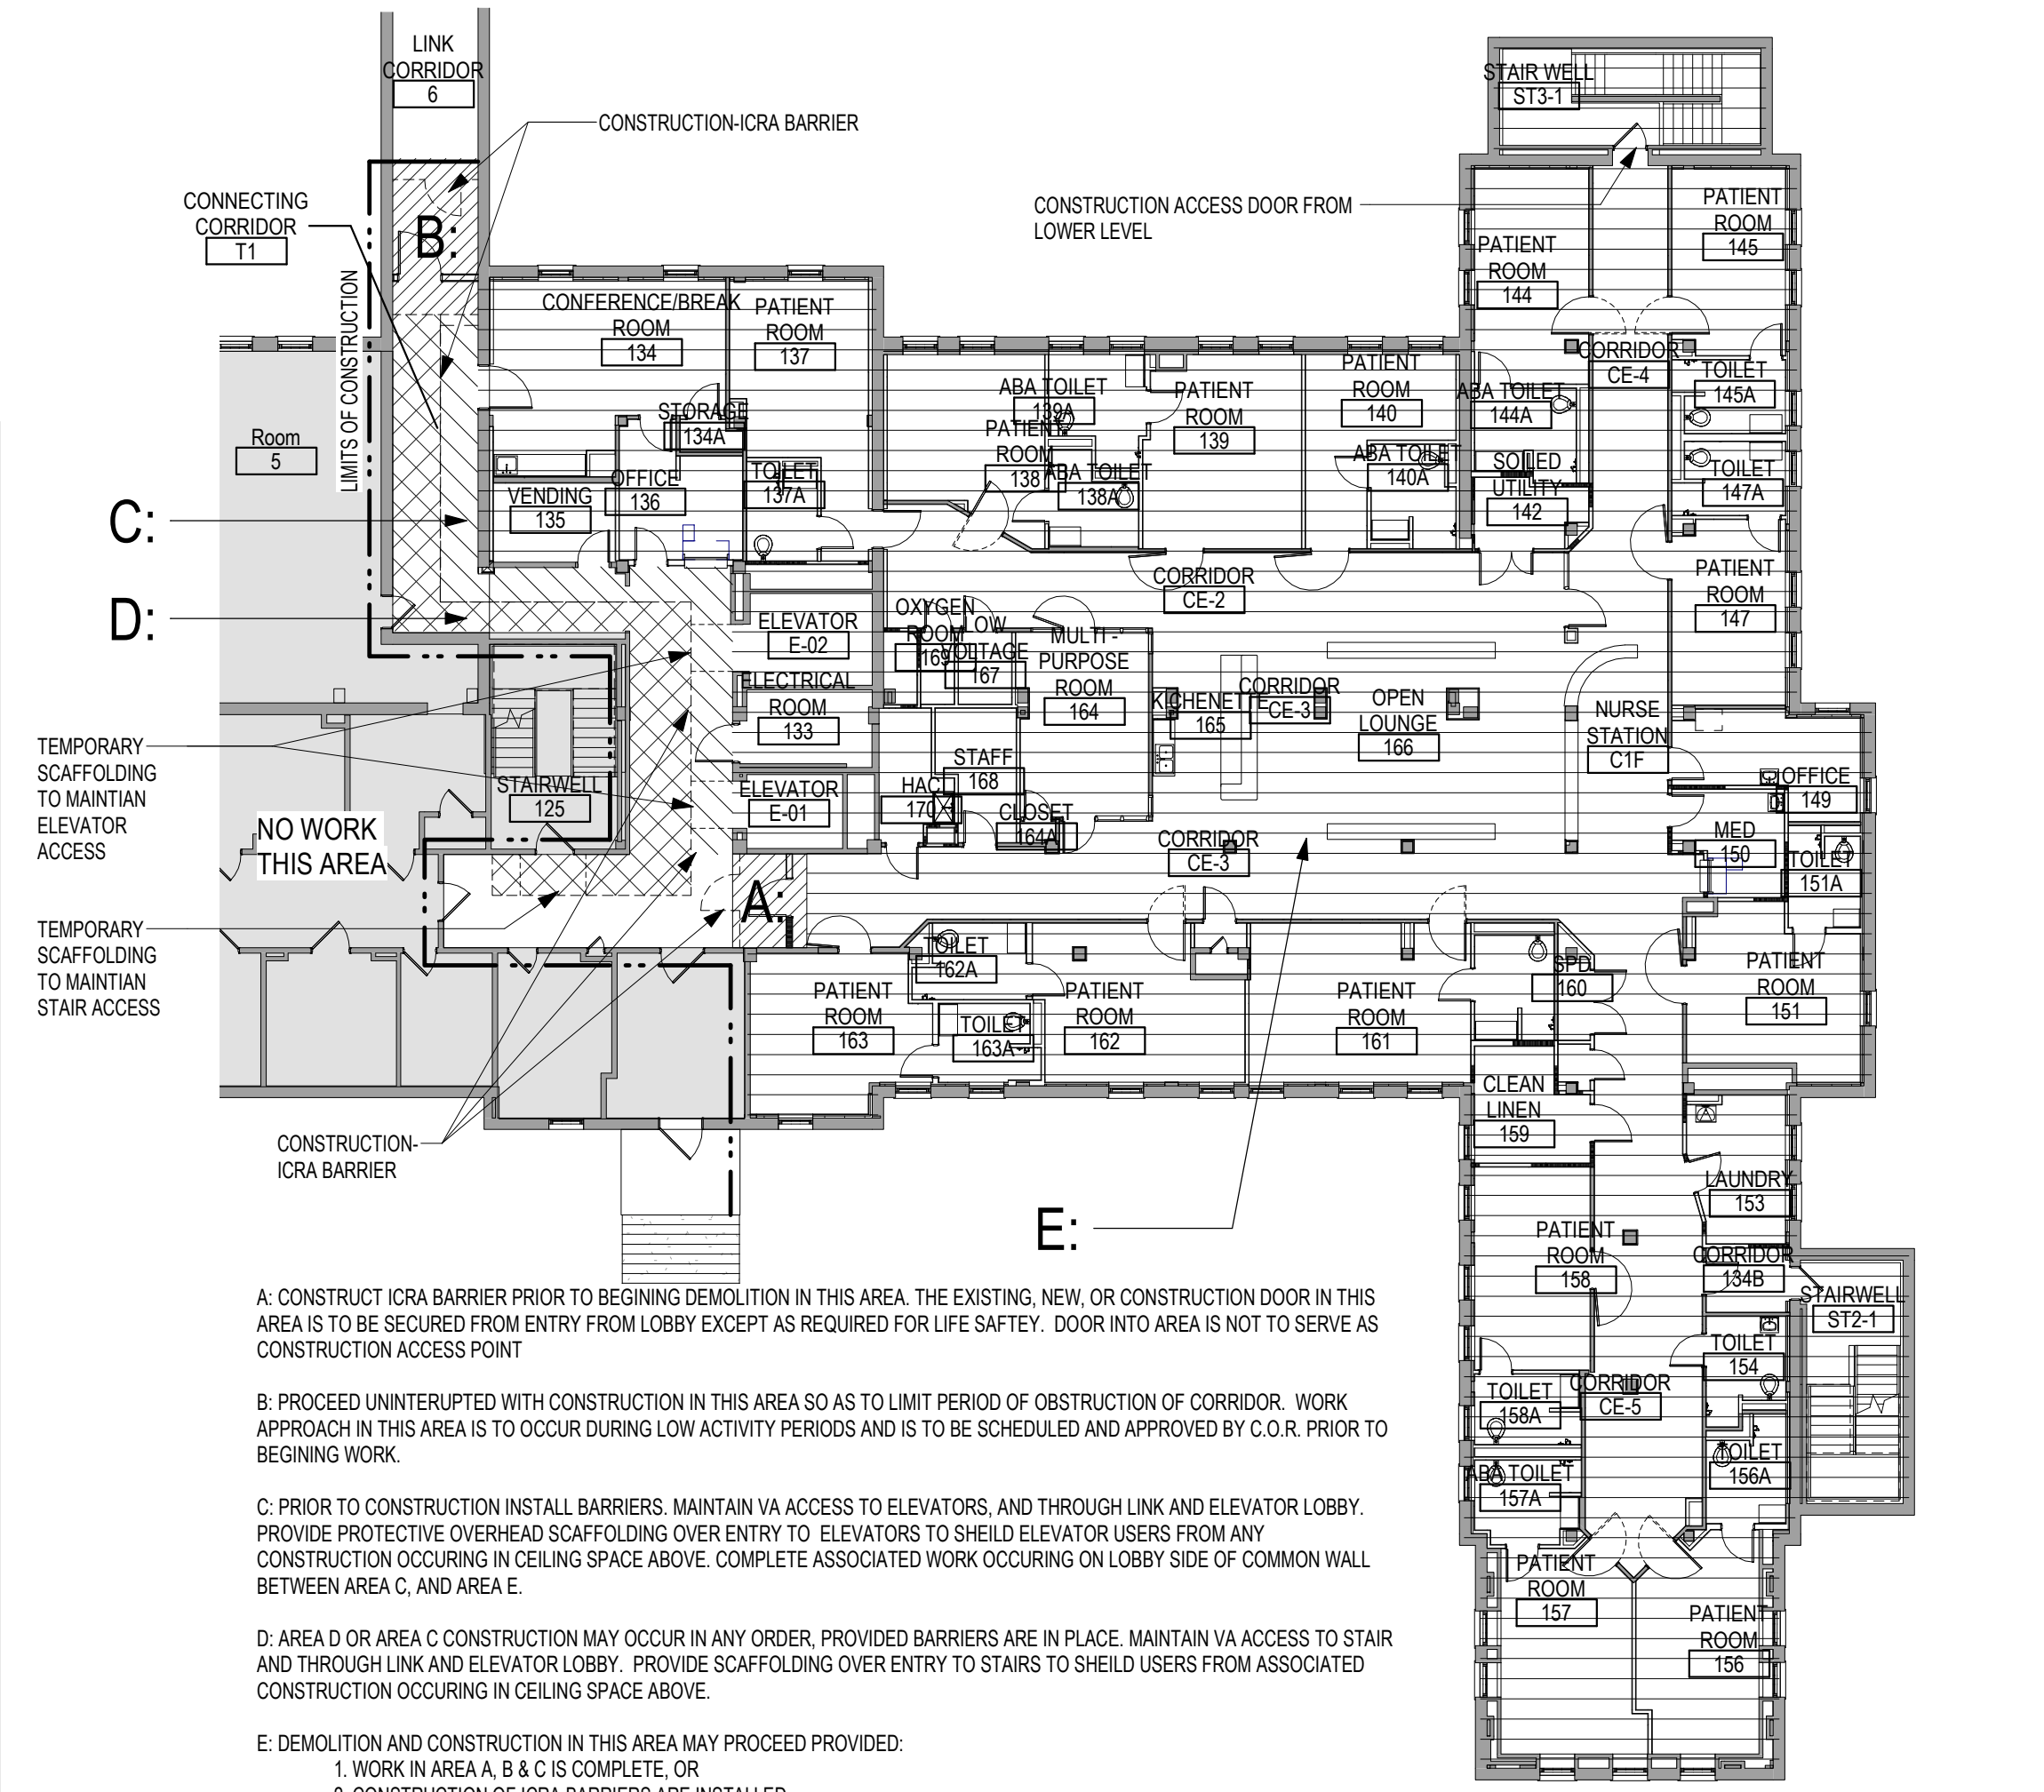 LINK
CORRIDOR
6
CONSTRUCTION-ICRA BARRIER
STAIR WELL
ST3-1
CONNECTING
CORRIDOR
T1
B:
CONSTRUCTION ACCESS DOOR FROM
LOWER LEVEL
PATIENT
ROOM
145
PATIENT
ROOM
144
LIMITS OF CONSTRUCTION
CONFERENCE/BREAK
ROOM
134
PATIENT
ROOM
137
CORRIDOR
CE-4
TOILET
145A
ABA TOILET
139A
PATIENT
ROOM
139
PATIENT
ROOM
140
ABA TOILET
144A
STORAGE
134A
Room
5
PATIENT
ROOM
138
ABA TOILET
138A
ABA TOILET
140A
SOILED
UTILITY
142
TOILET
147A
VENDING
135
OFFICE
136
TOILET
137A
C:
D:
CORRIDOR
CE-2
PATIENT
ROOM
147
ELEVATOR
E-02
OXYGEN
ROOM
169
LOW
VOLTAGE
167
MULTI -
PURPOSE
ROOM
164
ELECTRICAL
ROOM
133
KICHENETTE
165
CORRIDOR
CE-3
OPEN
LOUNGE
166
NURSE
STATION
C1F
TEMPORARY
SCAFFOLDING
TO MAINTIAN
ELEVATOR
ACCESS
STAIRWELL
125
ELEVATOR
E-01
HAC
170
STAFF
168
CLOSET
164A
OFFICE
149
NO WORK
THIS AREA
CORRIDOR
CE-3
MED
150
TOILET
151A
A:
TEMPORARY
SCAFFOLDING
TO MAINTIAN
STAIR ACCESS
TOILET
162A
PATIENT
ROOM
163
TOILET
163A
PATIENT
ROOM
162
PATIENT
ROOM
161
SPD
160
PATIENT
ROOM
151
CLEAN
LINEN
159
CONSTRUCTION-
ICRA BARRIER
LAUNDRY
153
E:
PATIENT
ROOM
158
CORRIDOR
134B
STAIRWELL
ST2-1
TOILET
154
TOILET
158A
CORRIDOR
CE-5
TOILET
156A
ABA TOILET
157A
PATIENT
ROOM
157
PATIENT
ROOM
156
A: CONSTRUCT ICRA BARRIER PRIOR TO BEGINING DEMOLITION IN THIS AREA. THE EXISTING, NEW, OR CONSTRUCTION DOOR IN THIS
AREA IS TO BE SECURED FROM ENTRY FROM LOBBY EXCEPT AS REQUIRED FOR LIFE SAFTEY. DOOR INTO AREA IS NOT TO SERVE AS
CONSTRUCTION ACCESS POINT
B: PROCEED UNINTERUPTED WITH CONSTRUCTION IN THIS AREA SO AS TO LIMIT PERIOD OF OBSTRUCTION OF CORRIDOR. WORK
APPROACH IN THIS AREA IS TO OCCUR DURING LOW ACTIVITY PERIODS AND IS TO BE SCHEDULED AND APPROVED BY C.O.R. PRIOR TO
BEGINING WORK.
C: PRIOR TO CONSTRUCTION INSTALL BARRIERS. MAINTAIN VA ACCESS TO ELEVATORS, AND THROUGH LINK AND ELEVATOR LOBBY.
PROVIDE PROTECTIVE OVERHEAD SCAFFOLDING OVER ENTRY TO ELEVATORS TO SHEILD ELEVATOR USERS FROM ANY
CONSTRUCTION OCCURING IN CEILING SPACE ABOVE. COMPLETE ASSOCIATED WORK OCCURING ON LOBBY SIDE OF COMMON WALL
BETWEEN AREA C, AND AREA E.
D: AREA D OR AREA C CONSTRUCTION MAY OCCUR IN ANY ORDER, PROVIDED BARRIERS ARE IN PLACE. MAINTAIN VA ACCESS TO STAIR
AND THROUGH LINK AND ELEVATOR LOBBY. PROVIDE SCAFFOLDING OVER ENTRY TO STAIRS TO SHEILD USERS FROM ASSOCIATED
CONSTRUCTION OCCURING IN CEILING SPACE ABOVE.
E: DEMOLITION AND CONSTRUCTION IN THIS AREA MAY PROCEED PROVIDED:
1. WORK IN AREA A, B & C IS COMPLETE, OR
2. CONSTRUCTION OF ICRA BARRIERS ARE INSTALLED